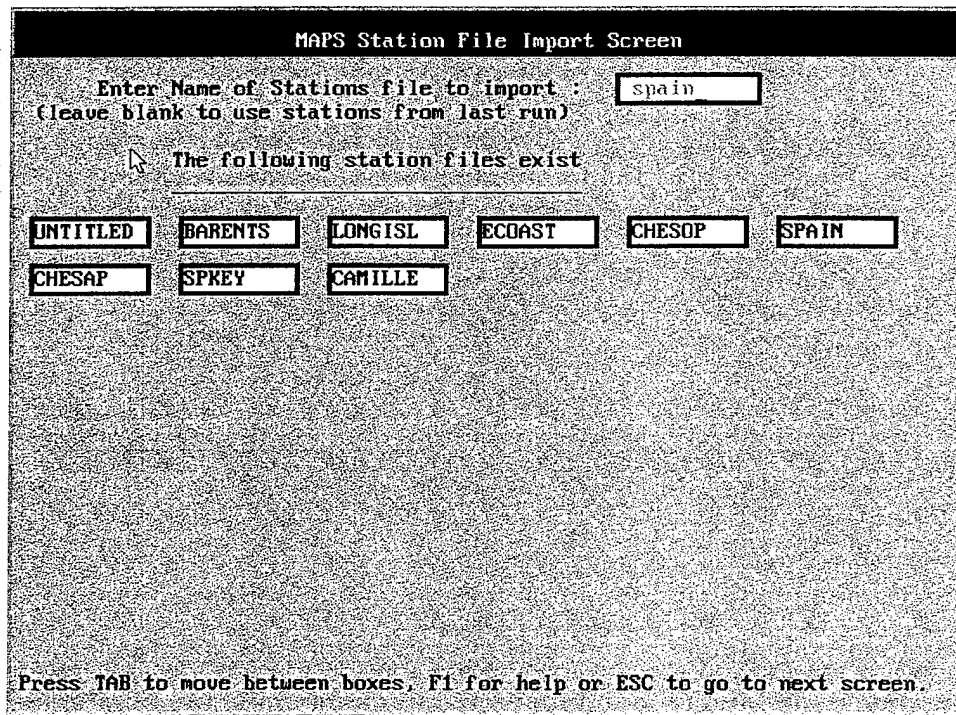 MAPS Station File Import Screen
Enter Name of Stations file to import : spain_
(leave blank to use stations from last run)
The following station files exist
UNTITLED BARENTS LONGISL ECOAST CHESOP SPAIN
CHESAP SPKEY CAMILLE
Press TAB to move between boxes, F1 for help or ESC to go to next screen.